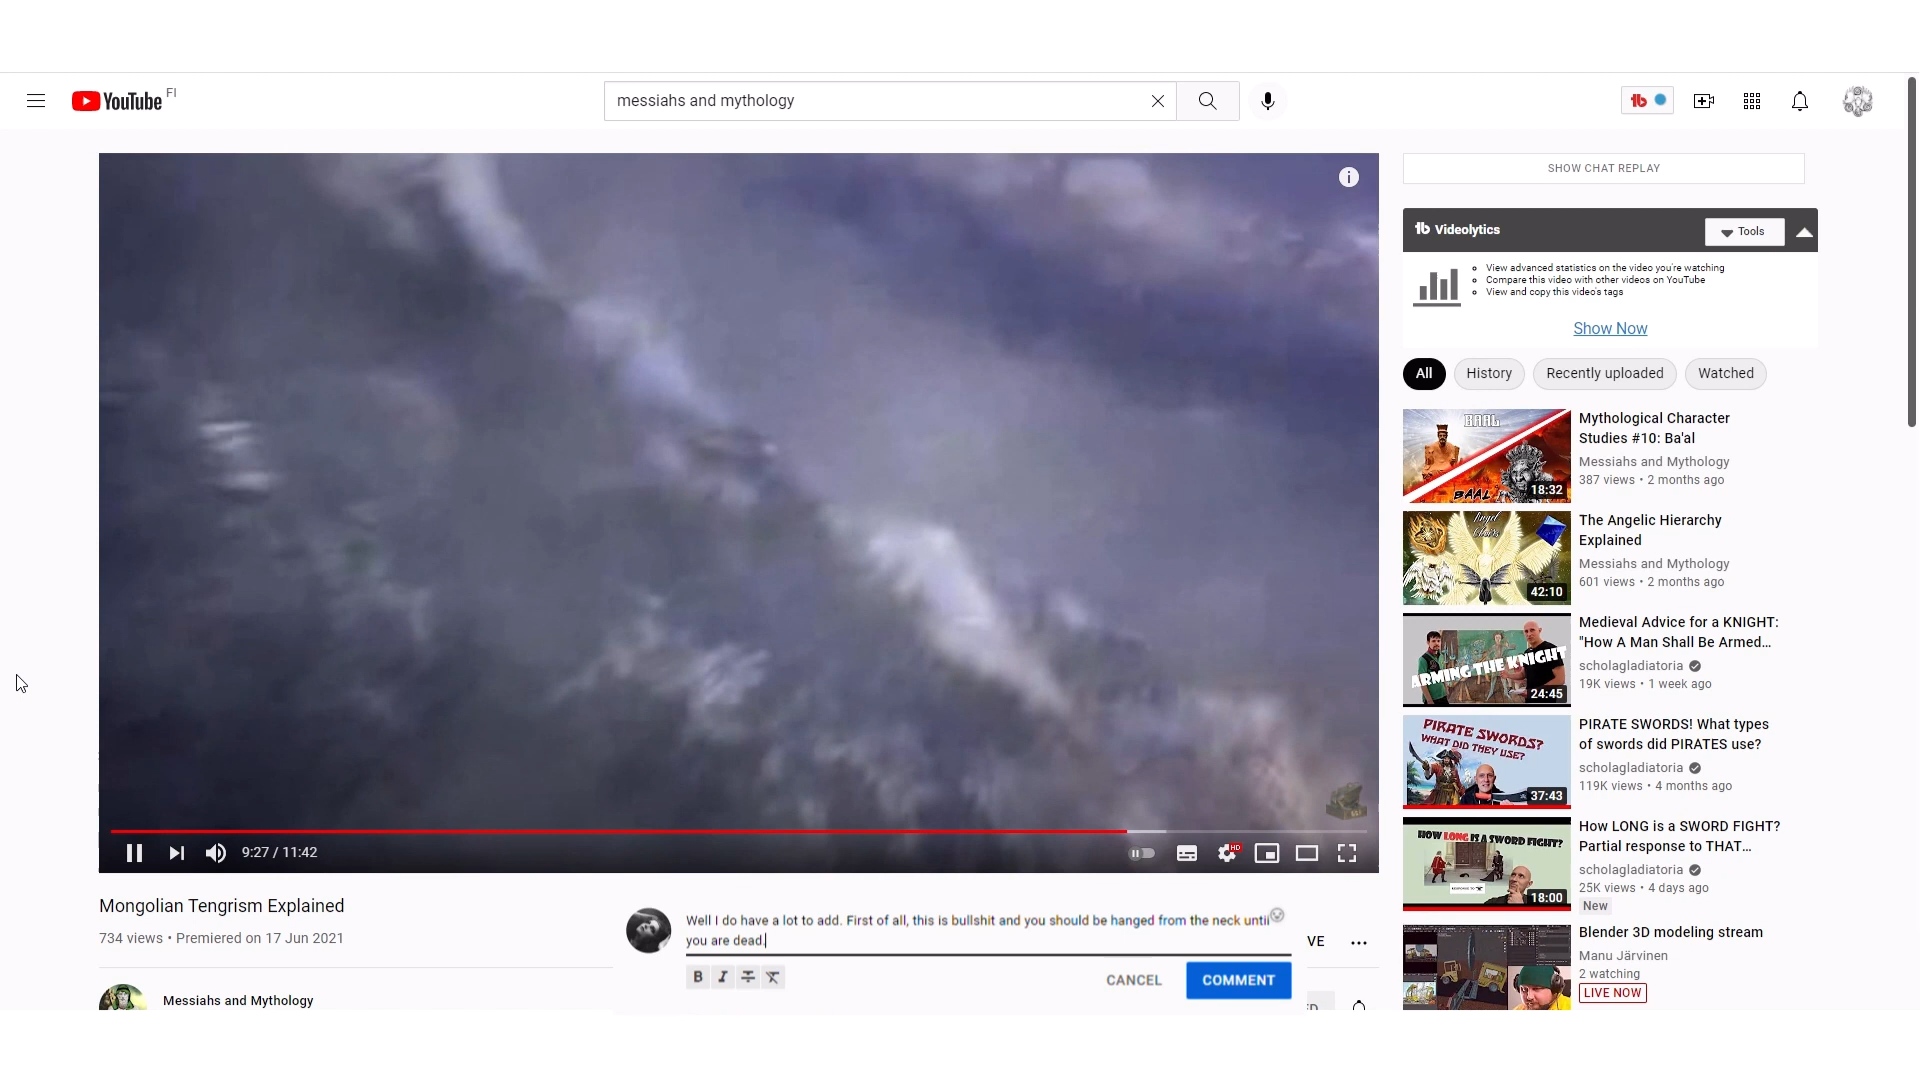 YouTube FI
messiahs and mythology
SHOW CHAT REPLAY
Videolytics
Tools
View advanced statistics on the video you're watching
Compare this video with other videos on YouTube
View and copy this video's tags
Show Now
All
History
Recently uploaded
Watched
BAAL
BAAL
18:32
Mythological Character
Studies #10: Ba'al
Messiahs and Mythology
387 views • 2 months ago
42:10
The Angelic Hierarchy
Explained
Messiahs and Mythology
601 views • 2 months ago
ARMING THE KNIGHT
24:45
Medieval Advice for a KNIGHT:
"How A Man Shall Be Armed...
scholagladiatoria
19K views • 1 week ago
PIRATE SWORDS?
WHAT DID THEY USE?
37:43
PIRATE SWORDS! What types
of swords did PIRATES use?
scholagladiatoria
119K views • 4 months ago
HOW LONG IS A SWORD FIGHT?
18:00
How LONG is a SWORD FIGHT?
Partial response to THAT...
scholagladiatoria
25K views • 4 days ago
New
Blender 3D modeling stream
Manu Järvinen
2 watching
LIVE NOW
9:27 / 11:42
HD
Mongolian Tengrism Explained
734 views • Premiered on 17 Jun 2021
Well I do have a lot to add. First of all, this is bullshit and you should be hanged from the neck until
you are dead.
VE
B I T T
CANCEL
COMMENT
Messiahs and Mythology